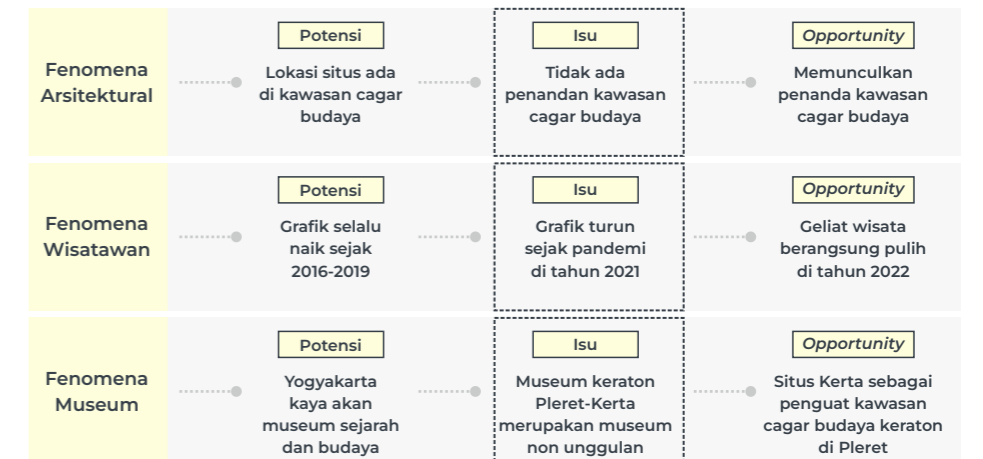 Fenomena
Arsitektural
Potensi
Lokasi situs ada
di kawasan cagar
budaya
Isu
Tidak ada
penandan kawasan
cagar budaya
Opportunity
Memunculkan
penanda kawasan
cagar budaya
Fenomena
Wisatawan
Potensi
Grafik selalu
naik sejak
2016-2019
Isu
Grafik turun
sejak pandemi
di tahun 2021
Opportunity
Geliat wisata
berangsung pulih
di tahun 2022
Fenomena
Museum
Potensi
Yogyakarta
kaya akan
museum sejarah
dan budaya
Isu
Museum keraton
Pleret-Kerta
merupakan museum
non unggulan
Opportunity
Situs Kerta sebagai
penguat kawasan
cagar budaya keraton
di Pleret